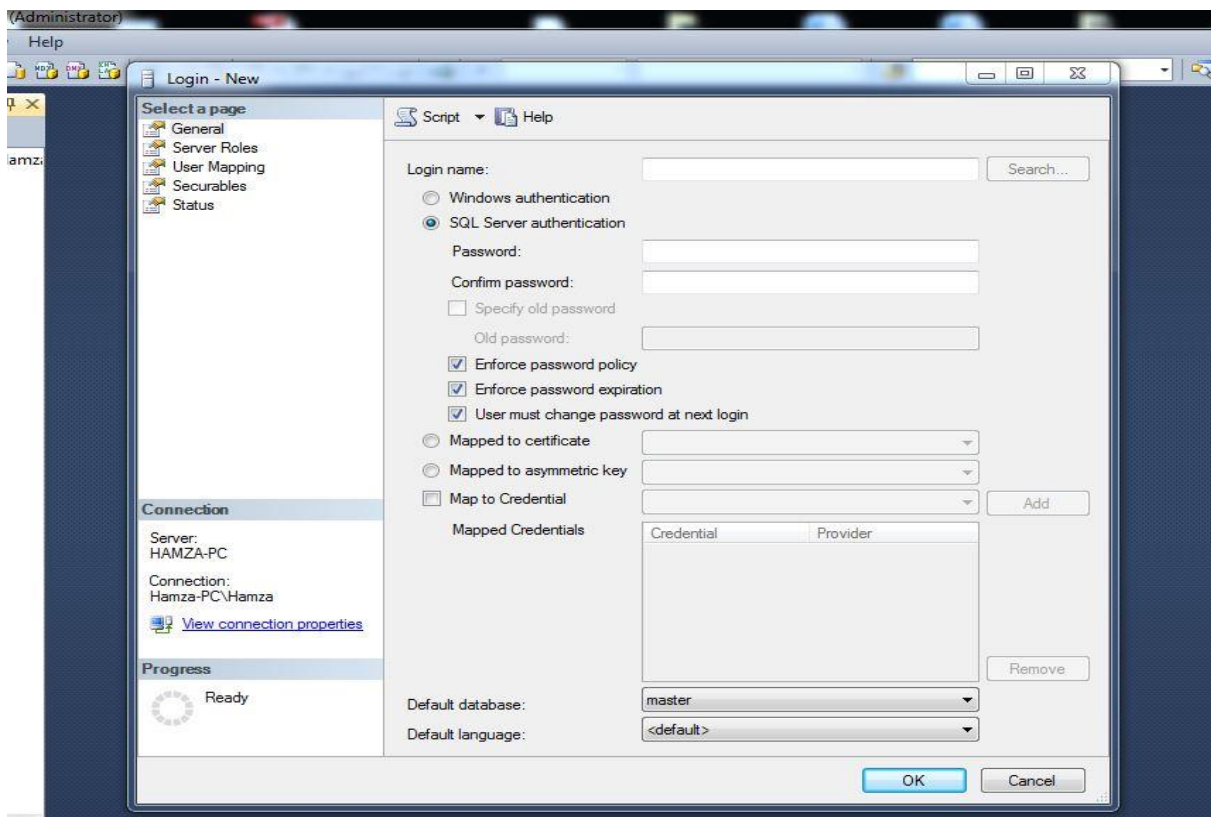 (Administrator)
Help
Login - New
Select a page
General
Server Roles
User Mapping
Securables
Status
Script
Help
Login name:
Search...
Windows authentication
SQL Server authentication
Password:
Confirm password:
Specify old password
Old password:
Enforce password policy
Enforce password expiration
User must change password at next login
Mapped to certificate
Mapped to asymmetric key
Map to Credential
Add
Mapped Credentials
Credential
Provider
Remove
Default database:
master
Default language:
<default>
Connection
Server:
HAMZA-PC
Connection:
Hamza-PC\Hamza
View connection properties
Progress
Ready
OK
Cancel